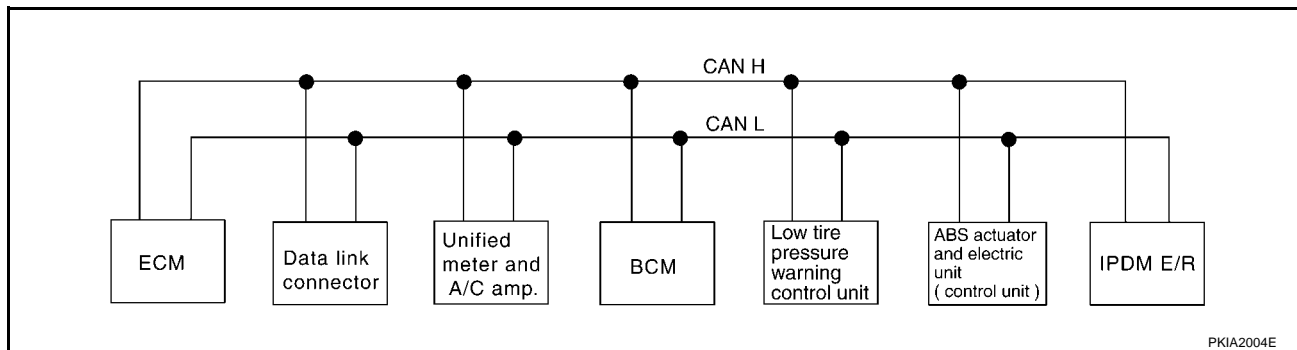 CAN H
CAN L
ECM
Data link
connector
Unified
meter and
A/C amp.
BCM
Low tire
pressure
warning
control unit
ABS actuator
and electric
unit
( control unit )
IPDM E/R
PKIA2004E